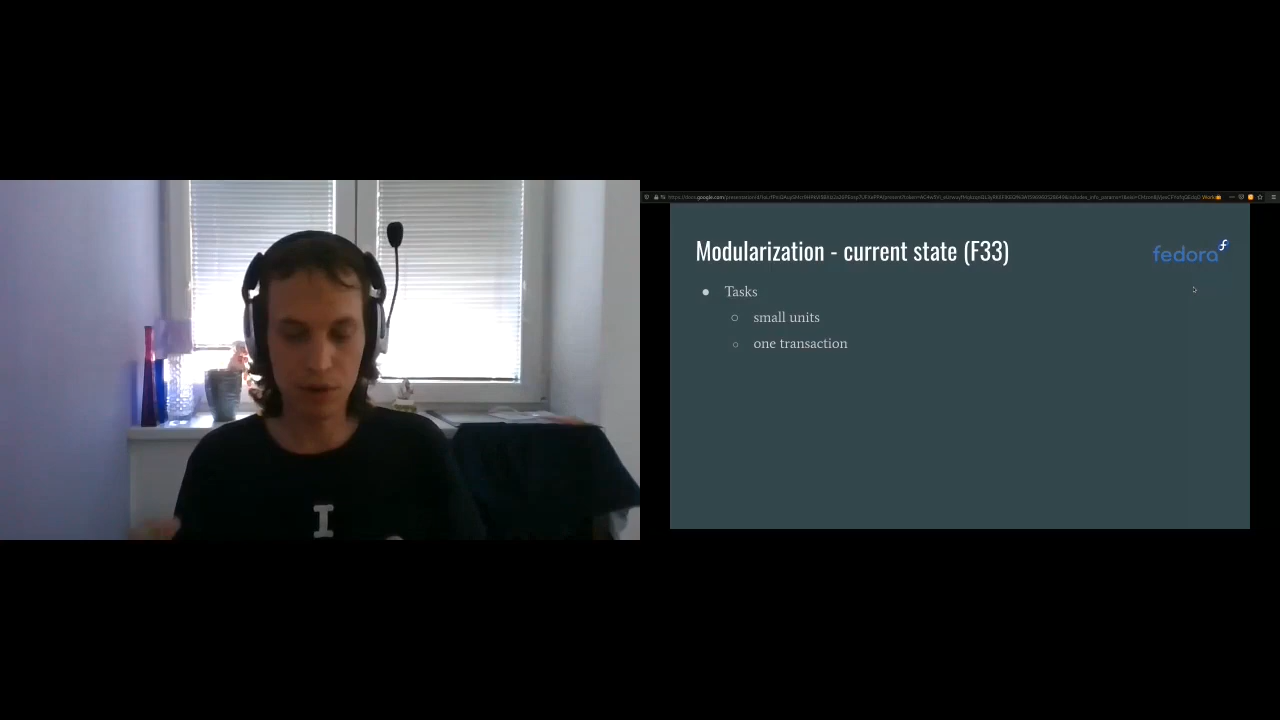 I
Modularization - current state (F33)
fedora
● Tasks
○ small units
○ one transaction